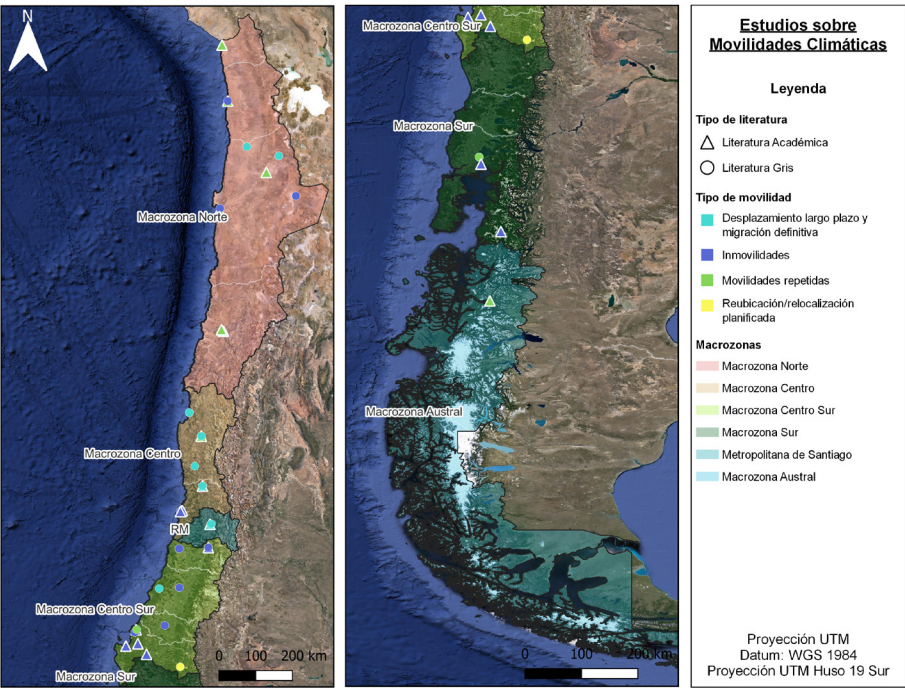 N
Macrozona Norte
Macrozona Centro
RM
Macrozona Centro Sur
Macrozona Sur
0 100 200 km
Macrozona Centro Sur
Macrozona Sur
Macrozona Austral
0 100 200 km
Estudios sobre
Movilidades Climáticas
Leyenda
Tipo de literatura
Literatura Académica
Literatura Gris
Tipo de movilidad
Desplazamiento largo plazo y
migración definitiva
Inmovilidades
Movilidades repetidas
Reubicación/relocalización
planificada
Macrozonas
Macrozona Norte
Macrozona Centro
Macrozona Centro Sur
Macrozona Sur
Metropolitana de Santiago
Macrozona Austral
Proyección UTM
Datum: WGS 1984
Proyección UTM Huso 19 Sur